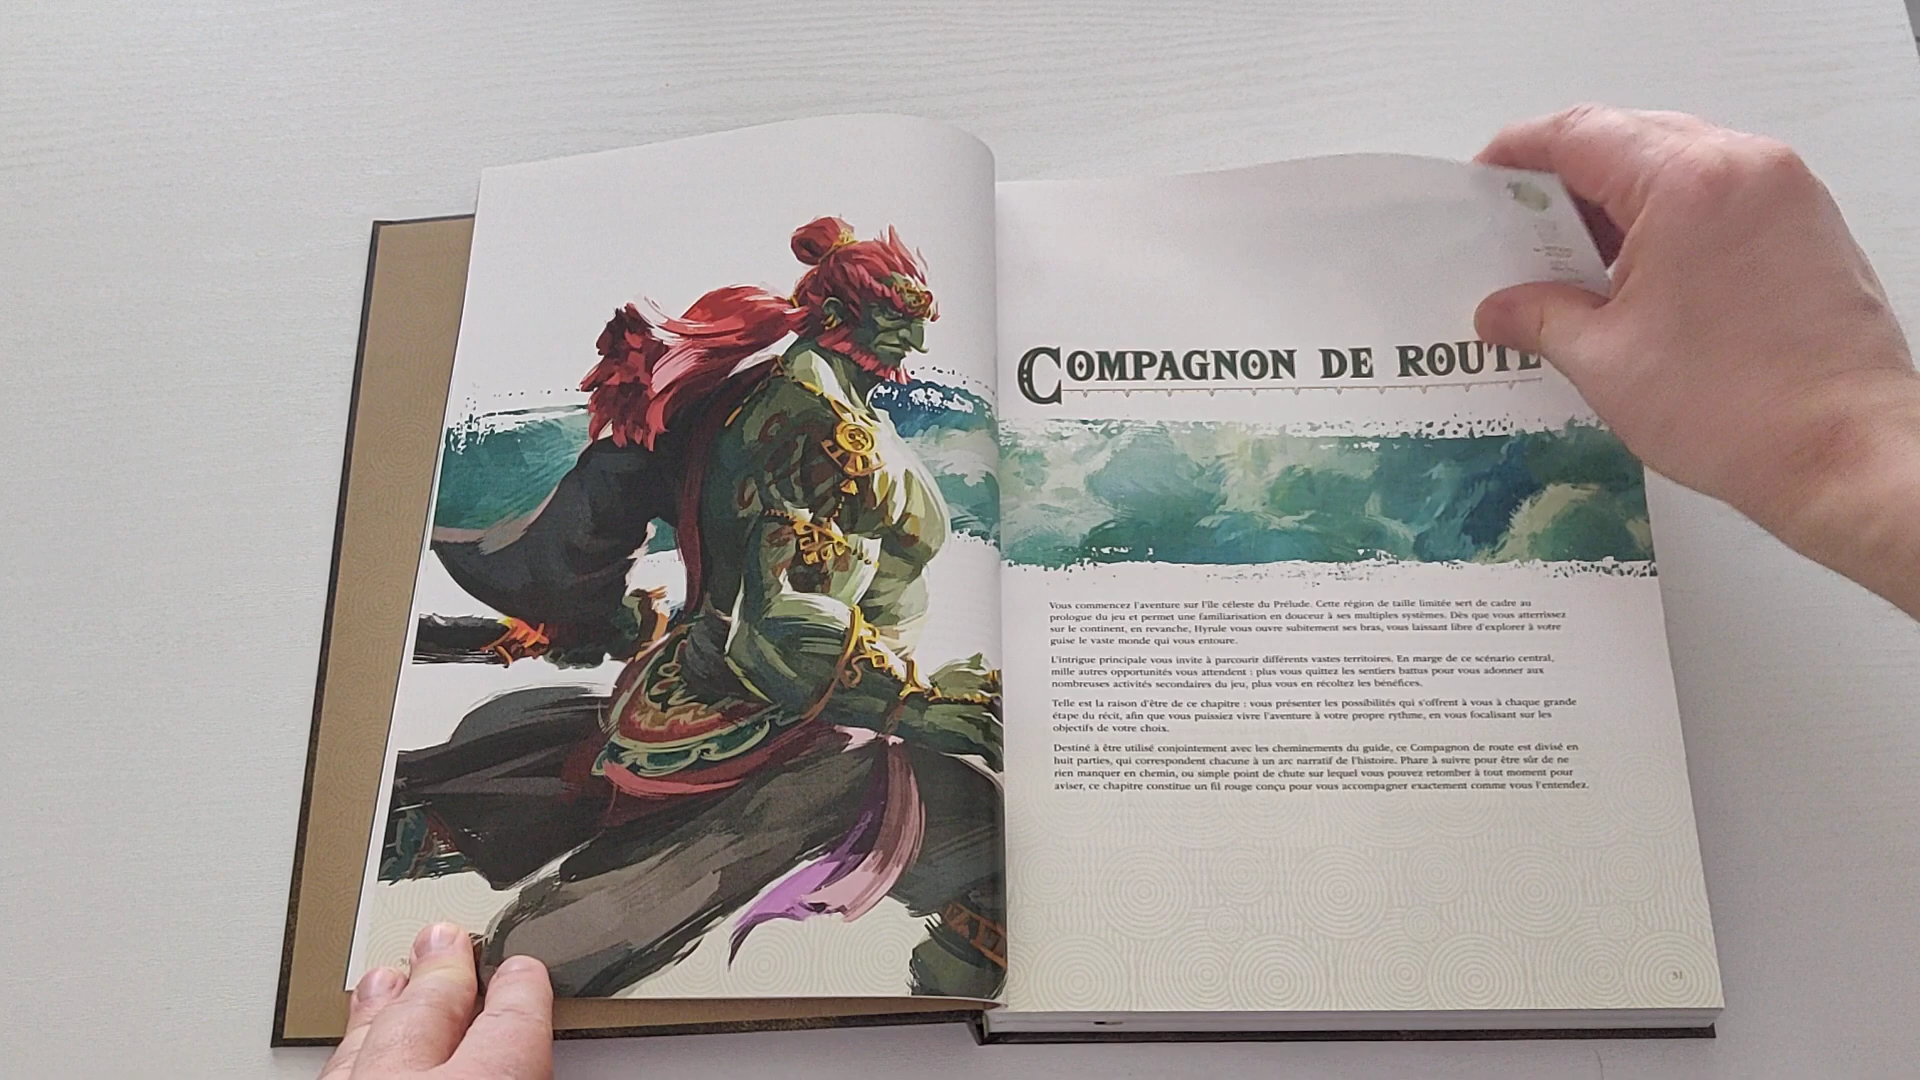 COMPAGNON DE ROUTE
Vous commencez l'aventure sur l'île céleste du Prélude. Cette région de taille limitée sert de cadre au
prologue du jeu et permet une familiarisation en douceur à ses multiples systèmes. Dès que vous atterrissez
sur le continent, en revanche, Hyrule vous ouvre subitement ses bras, vous laissant libre d'explorer à votre
guise le vaste monde qui vous entoure.
L'intrigue principale vous invite à parcourir différents vastes territoires. En marge de ce scénario central,
mille autres opportunités vous attendent : plus vous quittez les sentiers battus pour vous adonner aux
nombreuses activités secondaires du jeu, plus vous en récoltez les bénéfices.
Telle est la raison d'être de ce chapitre : vous présenter les possibilités qui s'offrent à vous à chaque grande
étape du récit, afin que vous puissiez vivre l'aventure à votre propre rythme, en vous focalisant sur les
objectifs de votre choix.
Destiné à être utilisé conjointement avec les cheminements du guide, ce Compagnon de route est divisé en
huit parties, qui correspondent chacune à un arc narratif de l'histoire. Phare à suivre pour être sûr de ne
rien manquer en chemin, ou simple point de chute sur lequel vous pouvez retomber à tout moment pour
aviser, ce chapitre constitue un fil rouge conçu pour vous accompagner exactement comme vous l'entendez.
31